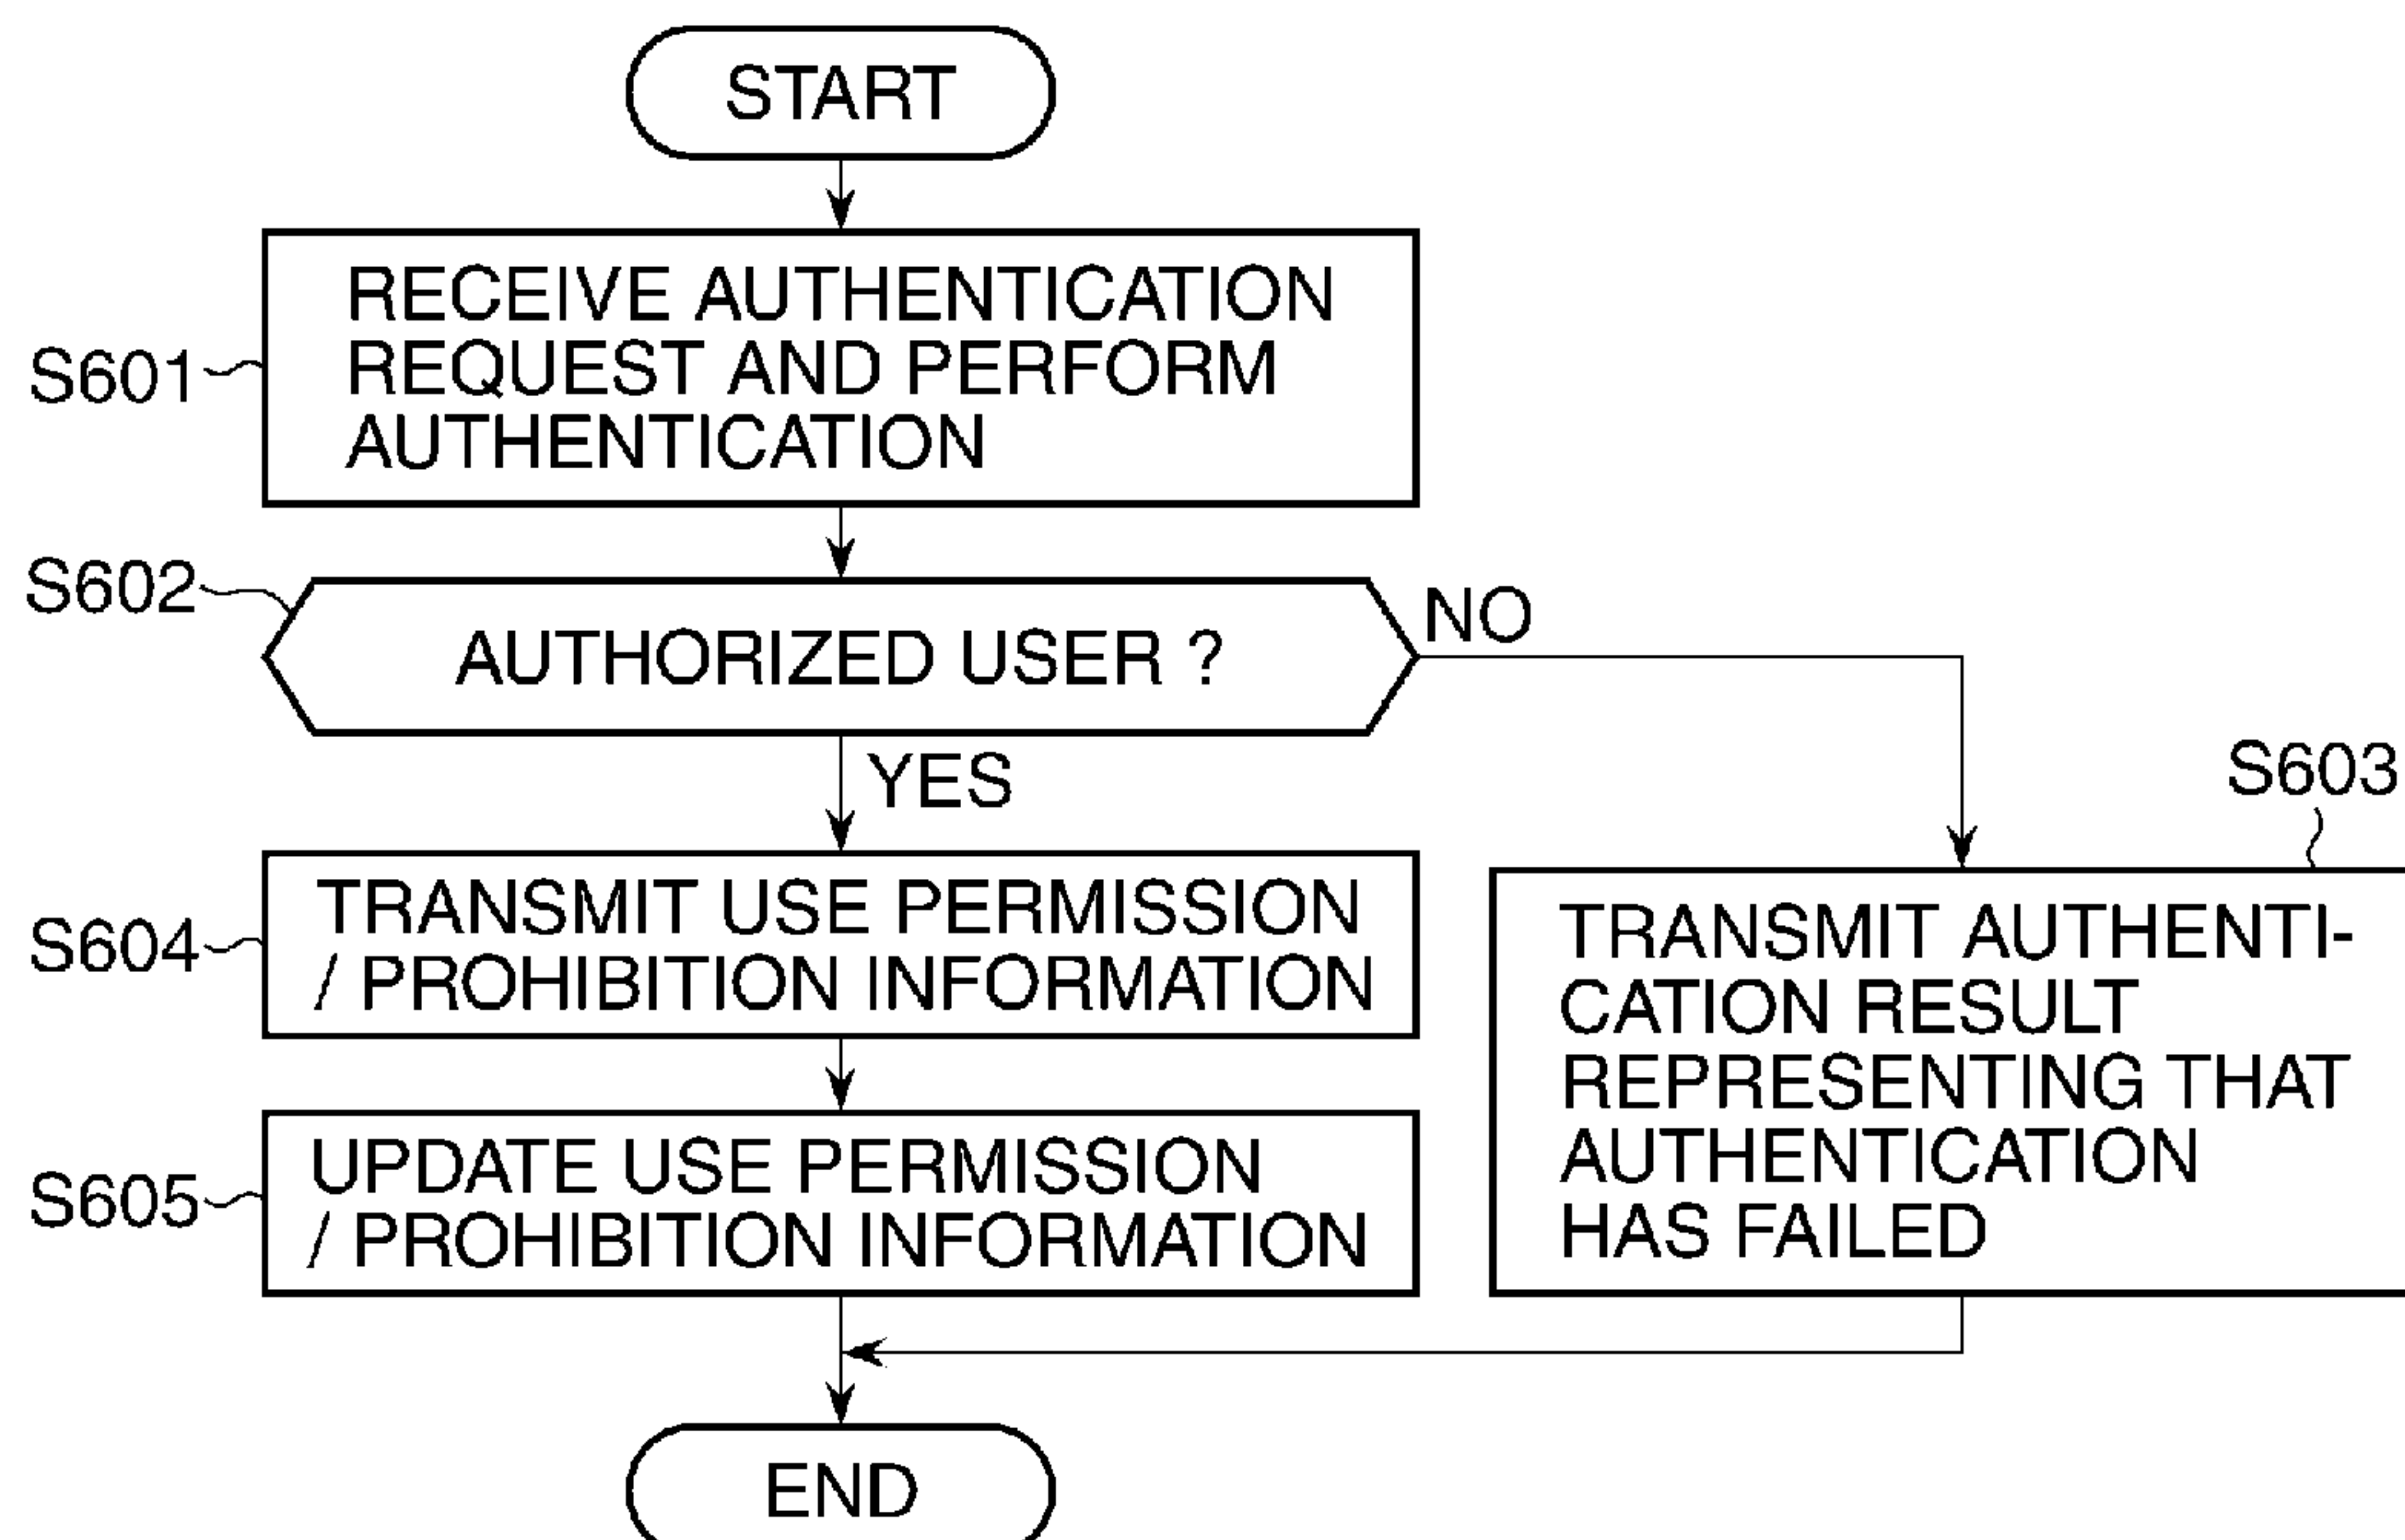 START
S601
RECEIVE AUTHENTICATION
REQUEST AND PERFORM
AUTHENTICATION
S602
AUTHORIZED USER ?
NO
YES
S603
TRANSMIT AUTHENTI-
CATION RESULT
REPRESENTING THAT
AUTHENTICATION
HAS FAILED
S604
TRANSMIT USE PERMISSION
/ PROHIBITION INFORMATION
S605
UPDATE USE PERMISSION
/ PROHIBITION INFORMATION
END